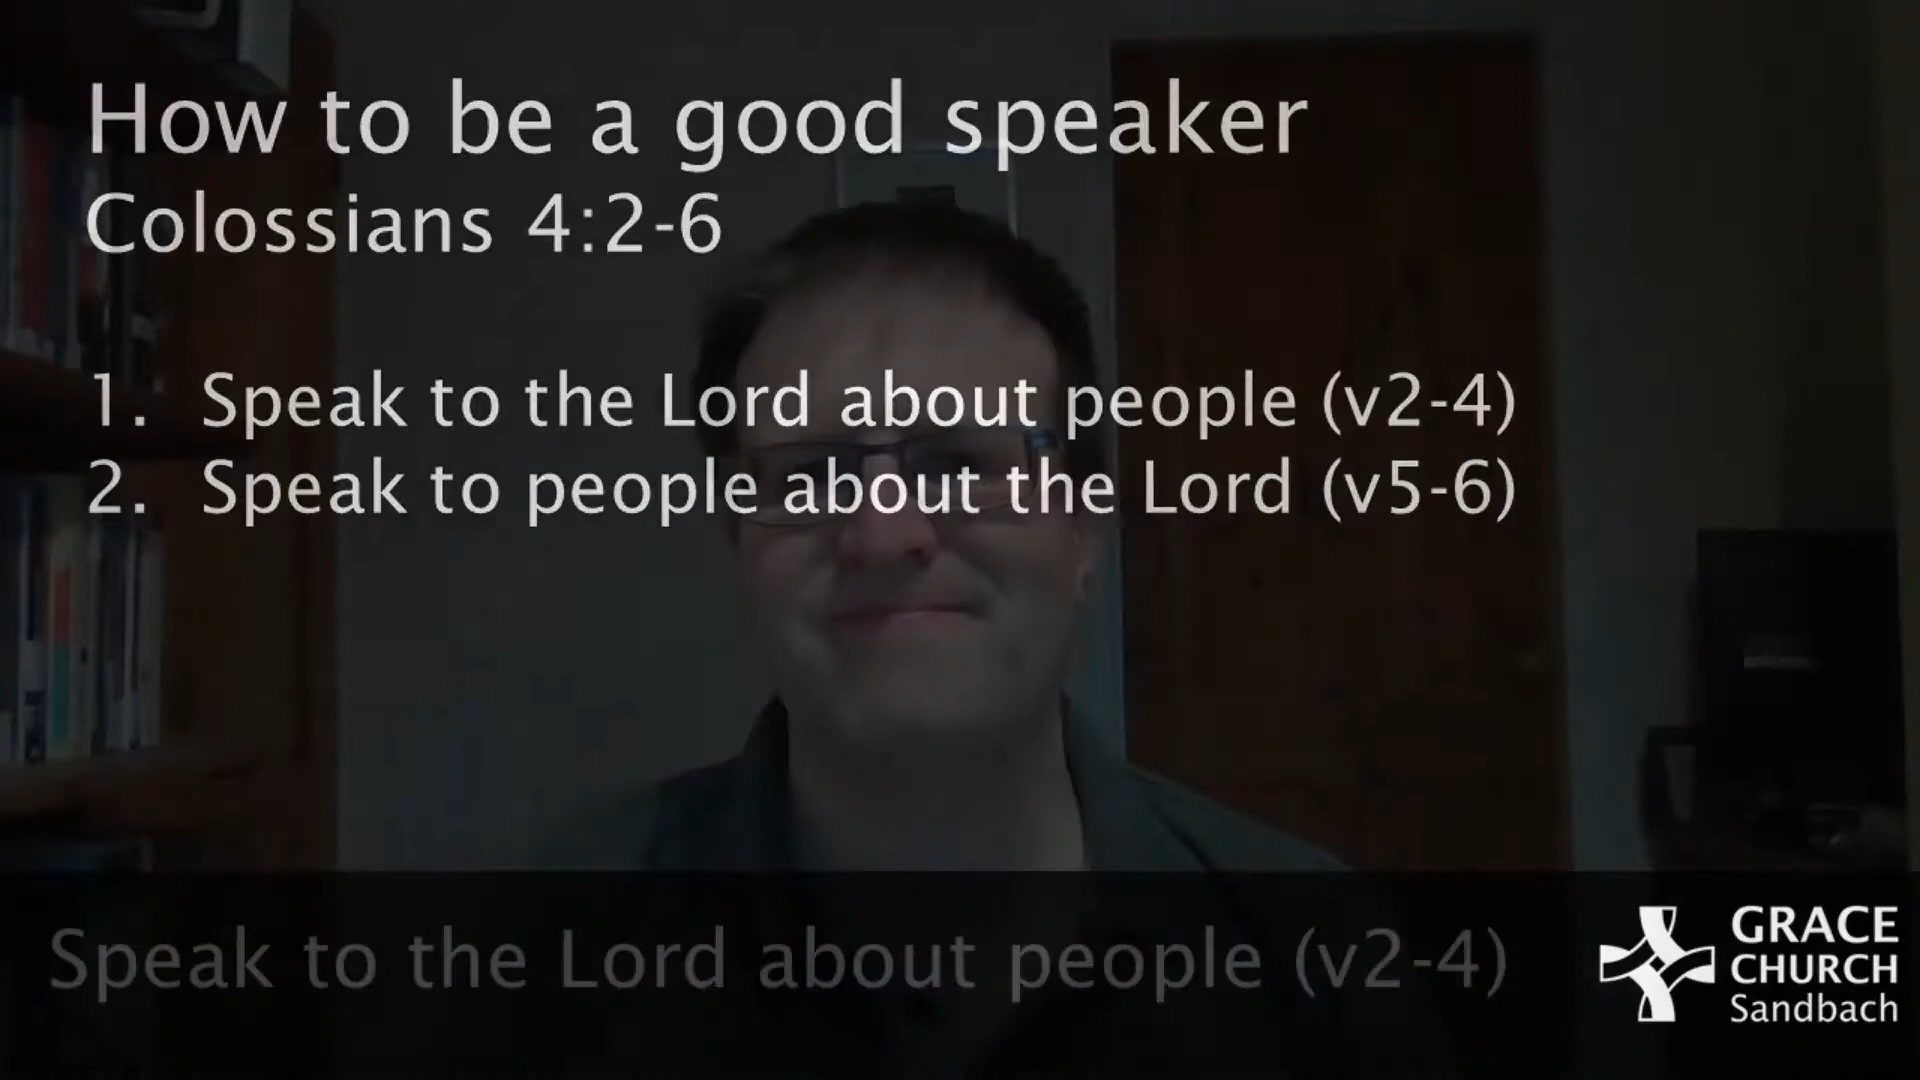 How to be a good speaker
Colossians 4:2-6
1. Speak to the Lord about people (v2-4)
2. Speak to people about the Lord (v5-6)
Speak to the Lord about people (v2-4)
GRACE
CHURCH
Sandbach